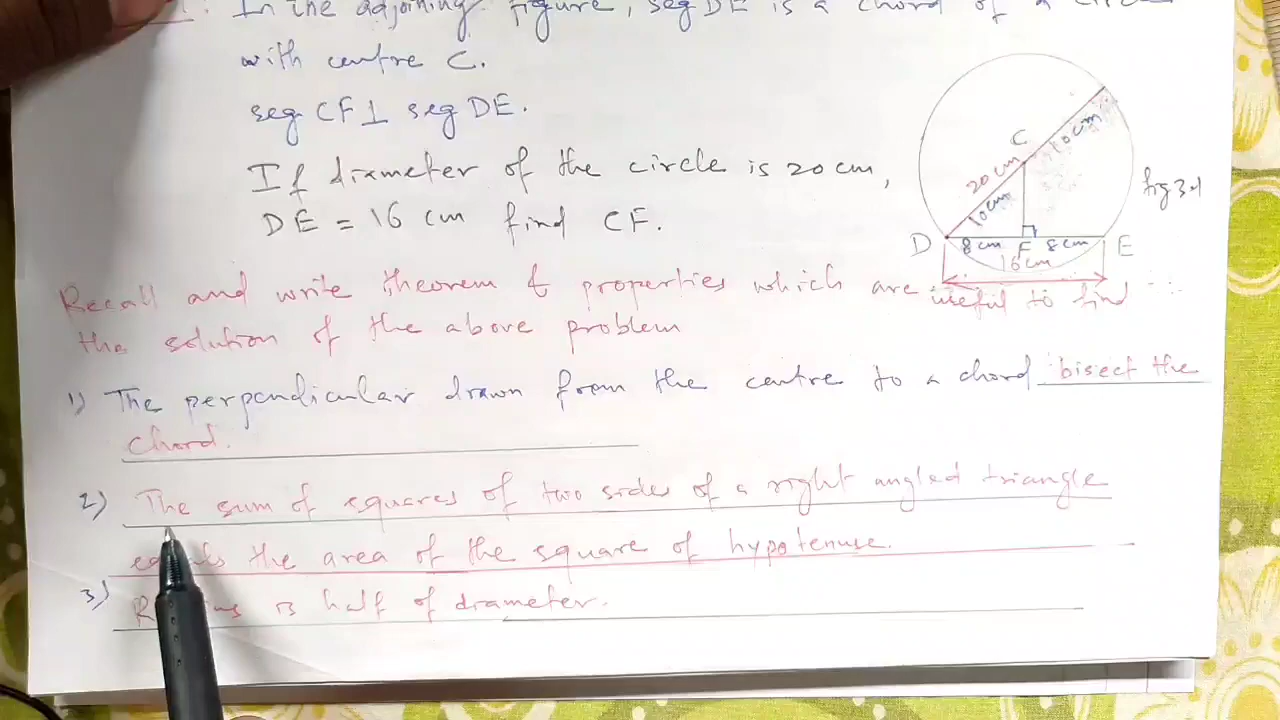 In the adjoining figure, seg DE is a chord of a circle
with centre C.
seg CF ⊥ seg DE.
If diameter of the circle is 20 cm,
DE = 16 cm find CF.
C
20 cm
10 cm
10 cm
fig 3.1
D 8 cm F 8 cm E
16 cm
Recall and write theorem & properties which are useful to find
the solution of the above problem
1) The perpendicular drawn from the centre to a chord bisect the
chord.
2) The sum of squares of two sides of a right angled triangle
equals the area of the square of hypotenuse.
3) Radius is half of diameter.